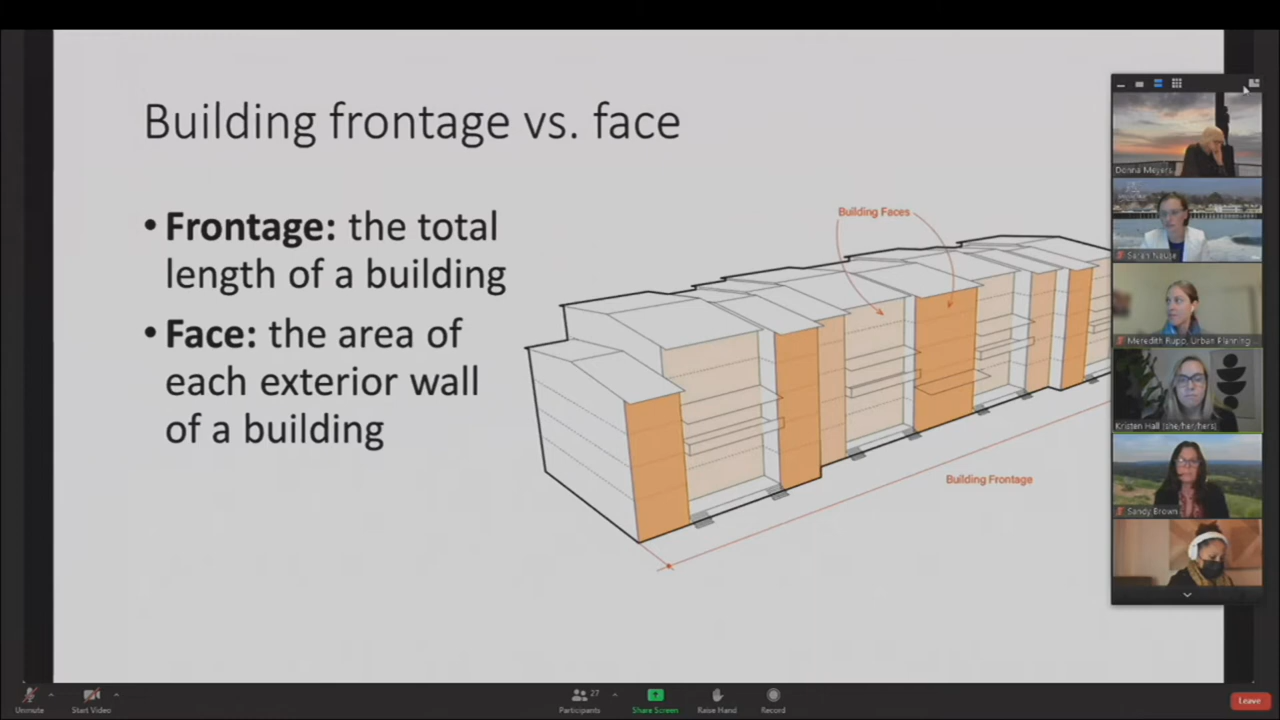 Building frontage vs. face
• Frontage: the total
length of a building
• Face: the area of
each exterior wall
of a building
Building Faces
Building Frontage
Donna Meyers
Meredith Rupp, Urban Planning
Kristen Hall (she/her/hers)
Sandy Brown
Unmute
Start Video
Participants
27
Share Screen
Raise Hand
Record
Leave